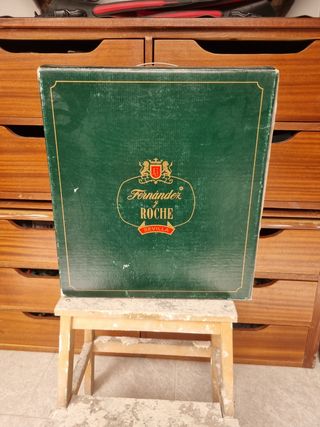 Fernández
y
ROCHE
SEVILLA